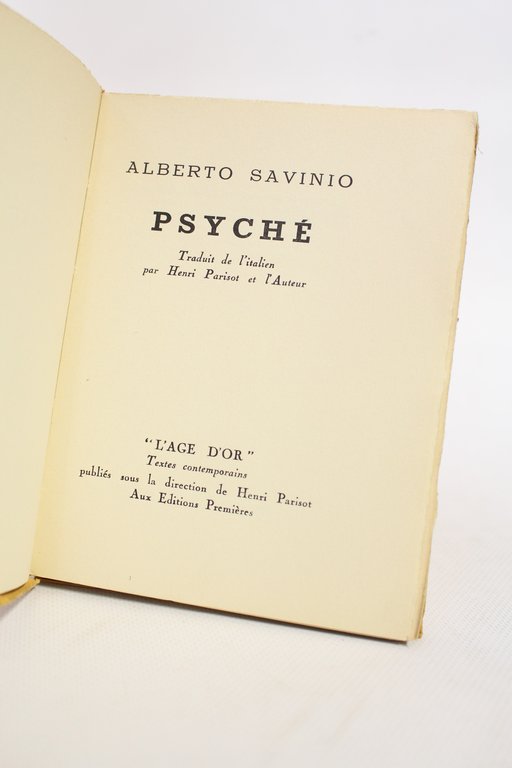 ALBERTO SAVINIO
PSYCHÉ
Traduit de l'italien
par Henri Parisot et l'Auteur
"L'AGE D'OR"
Textes contemporains
publiés sous la direction de Henri Parisot
Aux Editions Premières